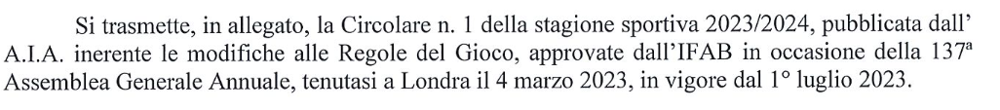 Si trasmette, in allegato, la Circolare n. 1 della stagione sportiva 2023/2024, pubblicata dall’
A.I.A. inerente le modifiche alle Regole del Gioco, approvate dall’IFAB in occasione della 137ª
Assemblea Generale Annuale, tenutasi a Londra il 4 marzo 2023, in vigore dal 1° luglio 2023.